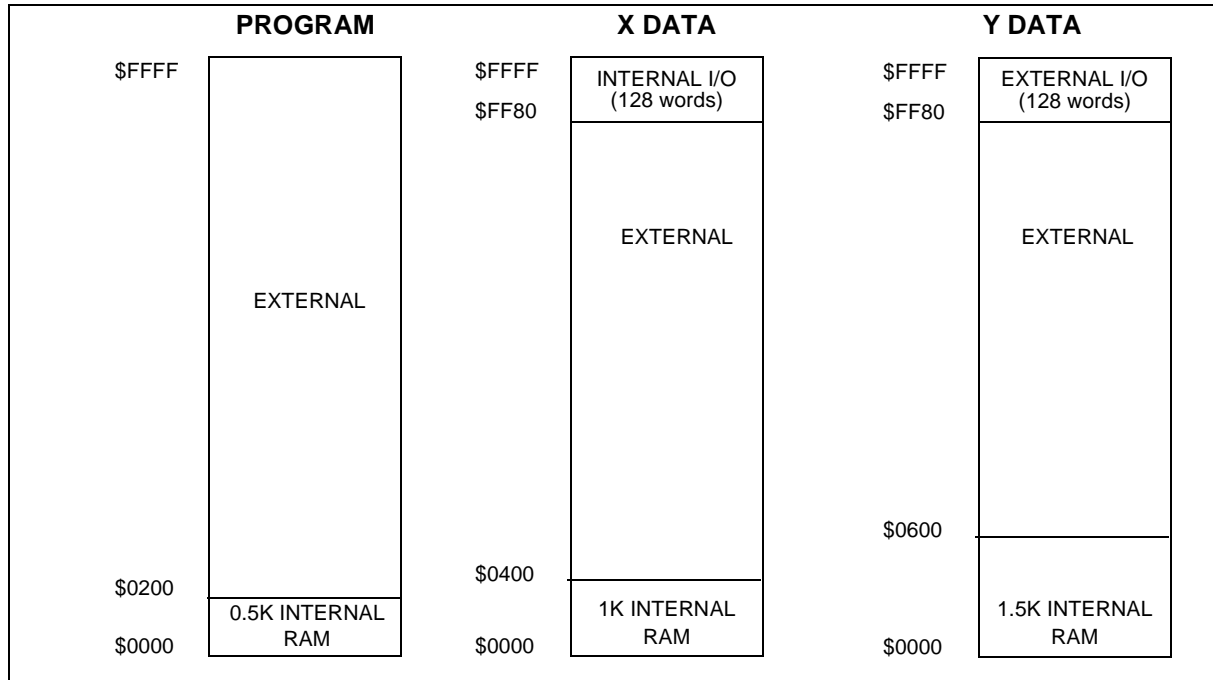 PROGRAM
$FFFF
EXTERNAL
$0200
0.5K INTERNAL
RAM
$0000
X DATA
$FFFF
INTERNAL I/O
(128 words)
$FF80
EXTERNAL
$0400
1K INTERNAL
RAM
$0000
Y DATA
$FFFF
EXTERNAL I/O
(128 words)
$FF80
EXTERNAL
$0600
1.5K INTERNAL
RAM
$0000